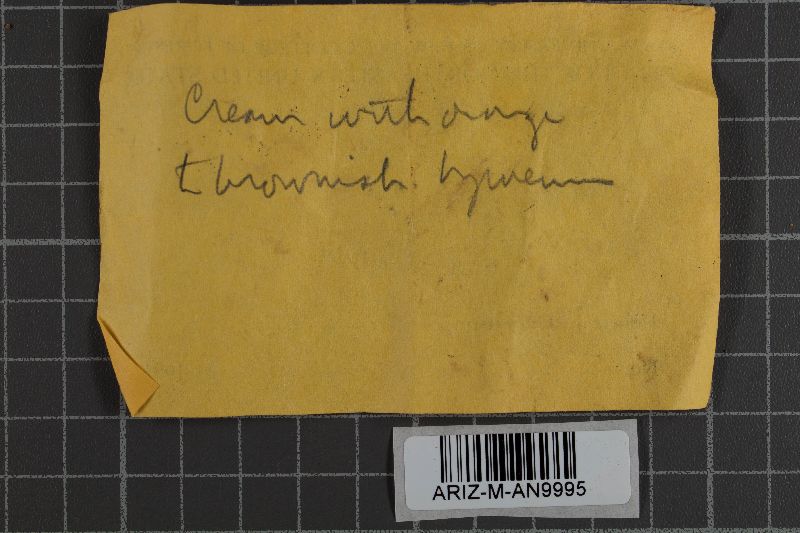 Cream with orange
t brownish hymenium
ARIZ-M-AN9995